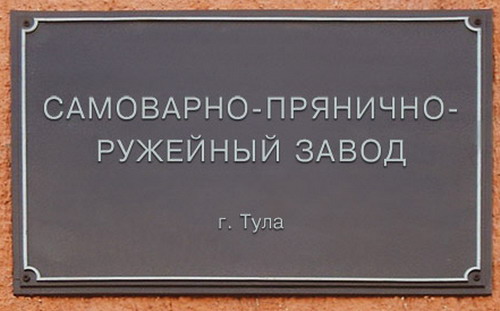 САМОВАРНО-ПРЯНИЧНО-
РУЖЕЙНЫЙ ЗАВОД
г. Тула